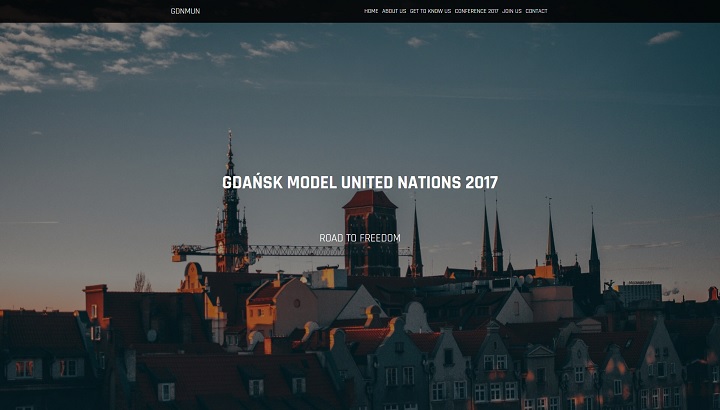 GDNMUN
HOME ABOUT US GET TO KNOW US CONFERENCE 2017 JOIN US CONTACT
GDAŃSK MODEL UNITED NATIONS 2017
ROAD TO FREEDOM